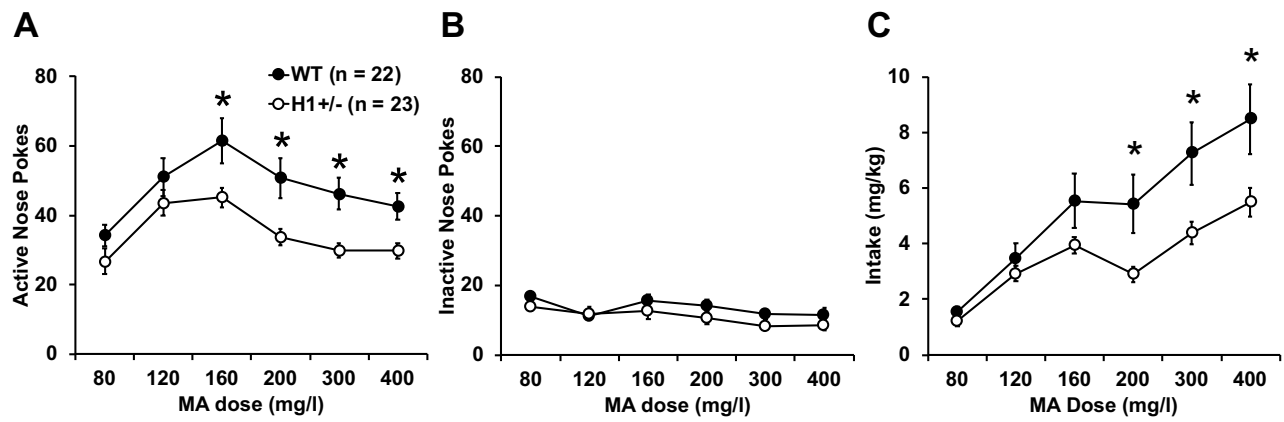 A
Active Nose Pokes
80
60
40
20
0
WT (n = 22)
H1+/- (n = 23)
*
*
*
*
80 120 160 200 300 400
MA dose (mg/l)
B
Inactive Nose Pokes
80
60
40
20
0
80 120 160 200 300 400
MA dose (mg/l)
C
Intake (mg/kg)
10
8
6
4
2
0
*
*
*
80 120 160 200 300 400
MA Dose (mg/l)